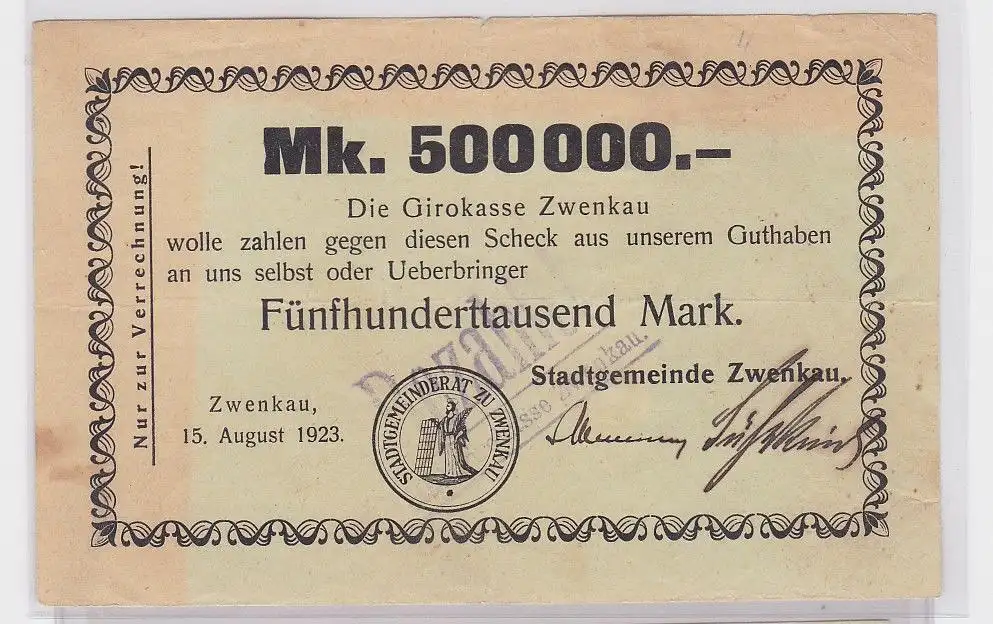 Mk. 500000.–
Die Girokasse Zwenkau
wolle zahlen gegen diesen Scheck aus unserem Guthaben
an uns selbst oder Ueberbringer
Fünfhunderttausend Mark.
Stadtgemeinde Zwenkau.
Zwenkau,
15. August 1923.
STADTGEMEINDERAT ZU ZWENKAU
Nur zur Verrechnung!